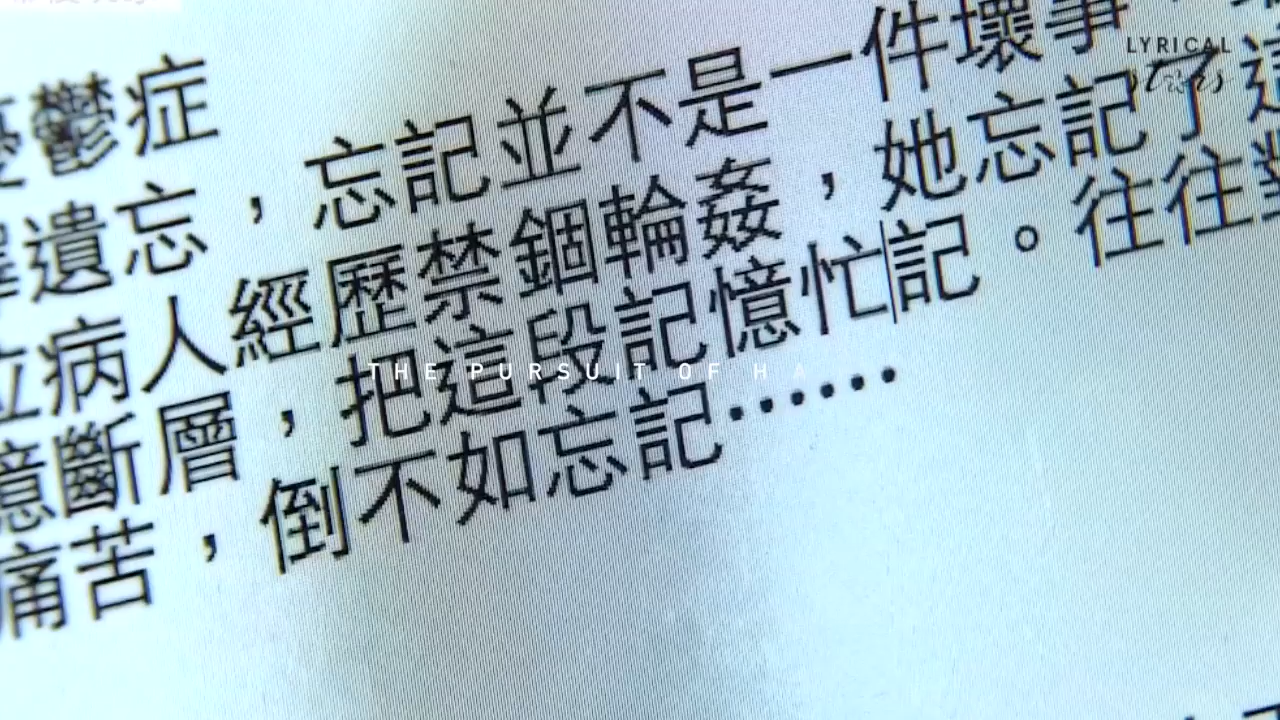 憂鬱症
遺忘，忘記並不是一件壞事，
位病人經歷禁錮輪姦，她忘記了這
憶斷層，把這段記憶忙記。往往
痛苦，倒不如忘記……
THE PURSUIT OF HA
LYRICAL